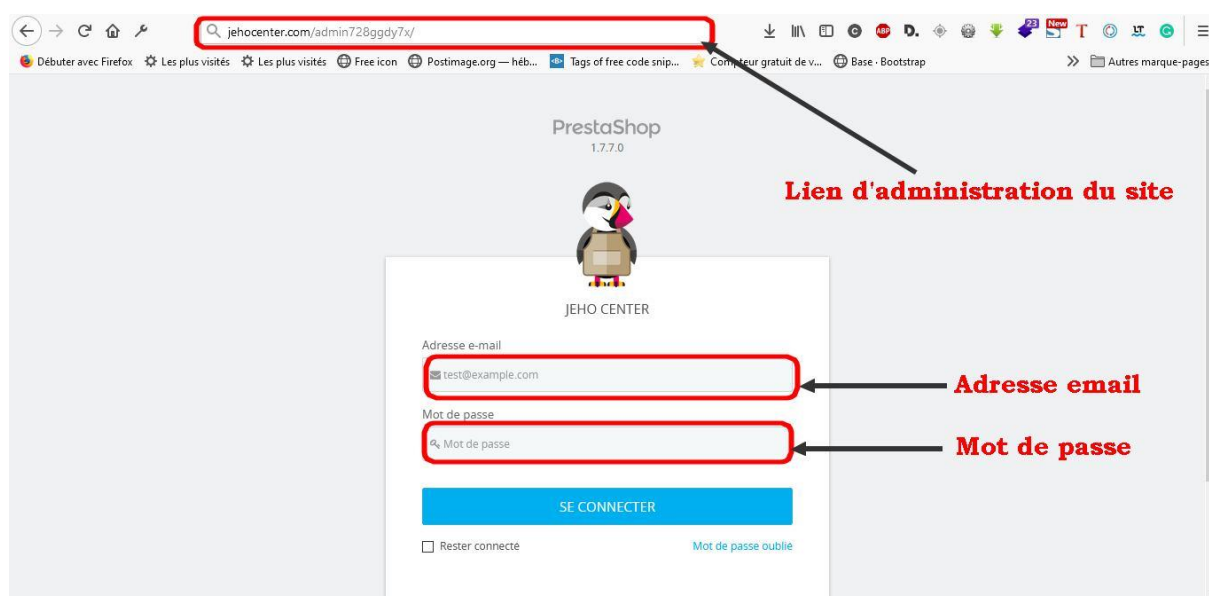 jehocenter.com/admin728ggdy7x/
23
New
ABP
D.
T
Débuter avec Firefox
Les plus visités
Les plus visités
Free icon
Postimage.org — héb...
Tags of free code snip...
Compteur gratuit de v...
Base · Bootstrap
Autres marque-pages
PrestaShop
1.7.7.0
Lien d'administration du site
JEHO CENTER
Adresse e-mail
test@example.com
Adresse email
Mot de passe
Mot de passe
Mot de passe
SE CONNECTER
Rester connecté
Mot de passe oublié